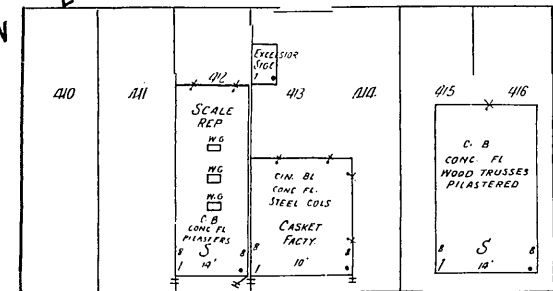 N
410 411 412 413 414 415 416
EXCELSIOR
STGE
1
SCALE
REP
W.G
W.G
W.G
C.B
CONC FL
PILASTERS
8 S 8
1 14'
CIN. BL
CONC FL.
STEEL COLS
CASKET
FACTY.
8 8
1 10'
C. B
CONC. FL
WOOD TRUSSES
PILASTERED
8 S 8
1 14'